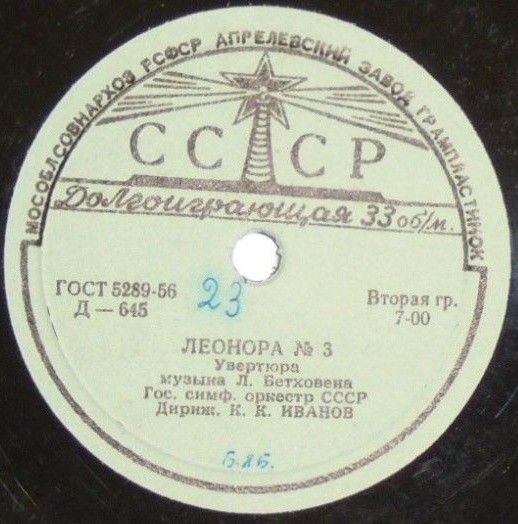 МОСОБЛСОВНАРХОЗ РСФСР АПРЕЛЕВСКИЙ ЗАВОД ГРАМПЛАСТИНОК
СССР
Долгоиграющая 33 об/м.
ГОСТ 5289-56
Д — 645
23
Вторая гр.
7-00
ЛЕОНОРА № 3
Увертюра
музыка Л. Бетховена
Гос. симф. оркестр СССР
Дириж. К. К. ИВАНОВ